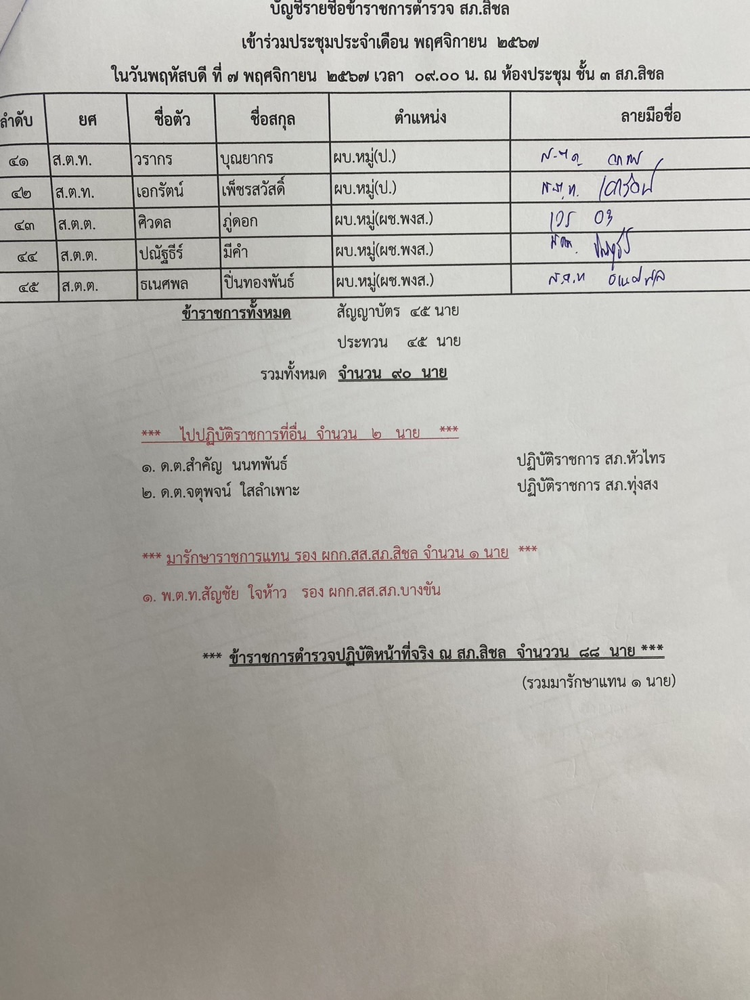 บัญชีรายชื่อข้าราชการตำรวจ สภ.สิชล
เข้าร่วมประชุมประจำเดือน พฤศจิกายน ๒๕๖๗
ในวันพฤหัสบดี ที่ ๗ พฤศจิกายน ๒๕๖๗ เวลา ๐๙.๐๐ น. ณ ห้องประชุม ชั้น ๓ สภ.สิชล
ลำดับ ยศ ชื่อตัว ชื่อสกุล ตำแหน่ง ลายมือชื่อ
๔๑ ส.ต.ท. วรากร บุณยากร ผบ.หมู่(ป.)
๔๒ ส.ต.ท. เอกรัตน์ เพ็ชรสวัสดิ์ ผบ.หมู่(ป.) ส.ต.ท.
๔๓ ส.ต.ต. ศิวดล ภู่ดอก ผบ.หมู่(ผช.พงส.) เวร 03
๔๔ ส.ต.ต. ปณัฐธีร์ มีคำ ผบ.หมู่(ผช.พงส.)
๔๕ ส.ต.ต. ธเนศพล ปิ่นทองพันธ์ ผบ.หมู่(ผช.พงส.) ธเนศพล
ข้าราชการทั้งหมด สัญญาบัตร ๔๕ นาย
ประทวน ๔๕ นาย
รวมทั้งหมด จำนวน ๙๐ นาย
*** ไปปฏิบัติราชการที่อื่น จำนวน ๒ นาย ***
๑. ด.ต.สำคัญ นนทพันธ์ ปฏิบัติราชการ สภ.หัวไทร
๒. ด.ต.จตุพจน์ ใสลำเพาะ ปฏิบัติราชการ สภ.ทุ่งสง
*** มารักษาราชการแทน รอง ผกก.สส.สภ.สิชล จำนวน ๑ นาย ***
๑. พ.ต.ท.สัญชัย ใจห้าว รอง ผกก.สส.สภ.บางขัน
*** ข้าราชการตำรวจปฏิบัติหน้าที่จริง ณ สภ.สิชล จำนววน ๘๘ นาย ***
(รวมมารักษาแทน ๑ นาย)